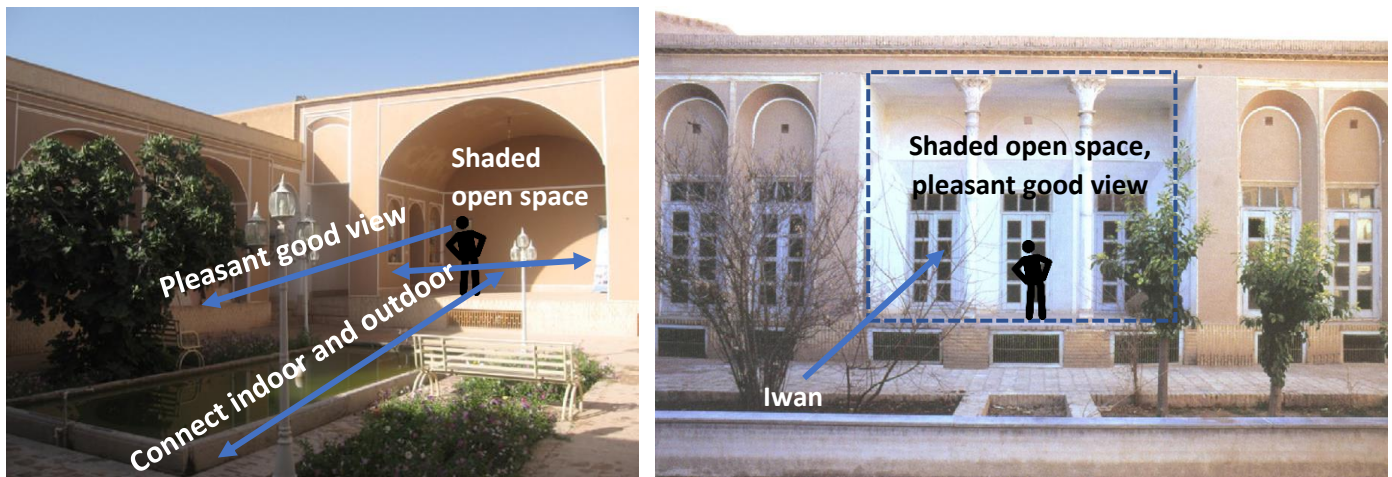 Shaded
open space
Pleasant good view
Connect indoor and outdoor
Shaded open space,
pleasant good view
Iwan